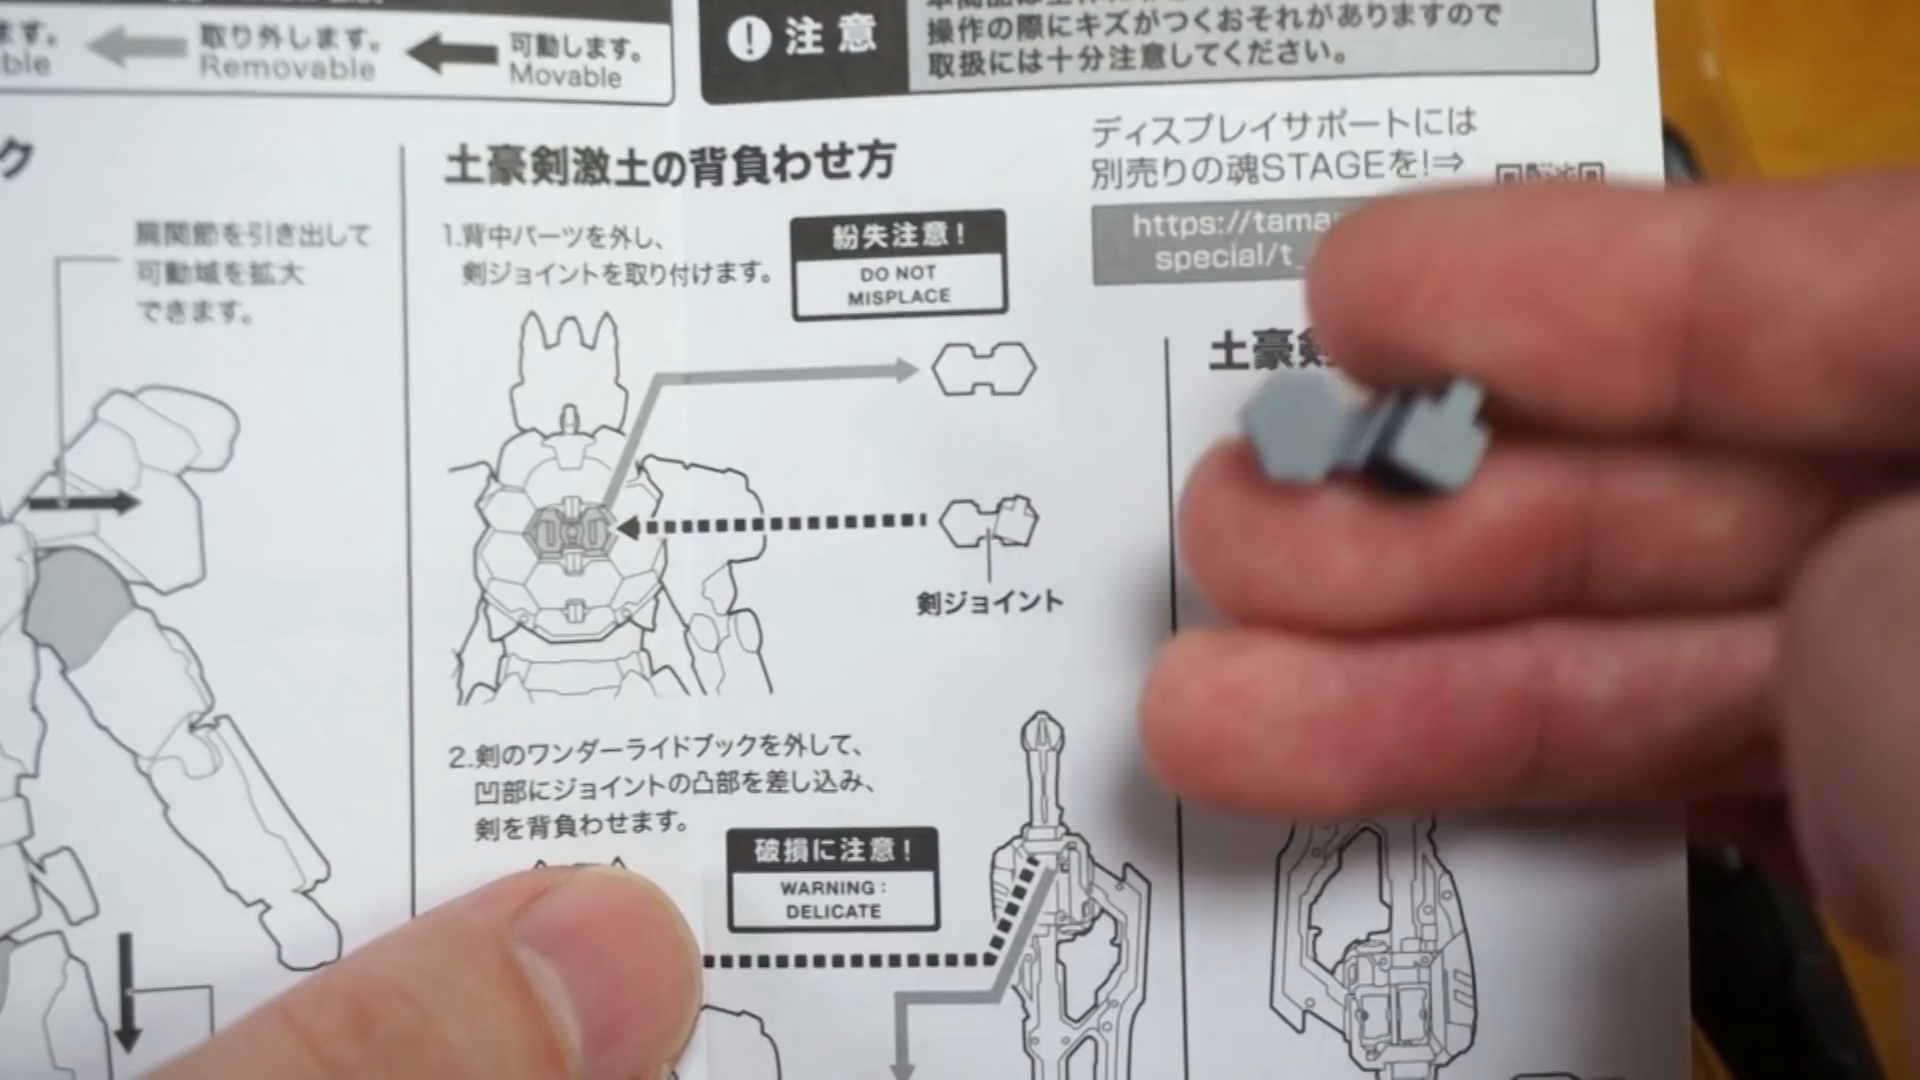 ます。
ble
取り外します。
Removable
可動します。
Movable
注意
操作の際にキズがつくおそれがありますので
取扱には十分注意してください。
ク
肩関節を引き出して
可動域を拡大
できます。
土豪剣激土の背負わせ方
1.背中パーツを外し、
剣ジョイントを取り付けます。
紛失注意!
DO NOT
MISPLACE
剣ジョイント
2.剣のワンダーライドブックを外して、
凹部にジョイントの凸部を差し込み、
剣を背負わせます。
破損に注意!
WARNING:
DELICATE
ディスプレイサポートには
別売りの魂STAGEを!⇒
https://tama
special/t_
土豪剣